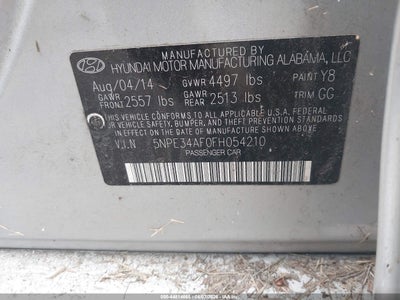 MANUFACTURED BY
HYUNDAI MOTOR MANUFACTURING ALABAMA, LLC
Aug/04/14 GVWR 4497 lbs PAINT Y8
GAWR FRONT 2557 lbs GAWR REAR 2513 lbs TRIM GG
THIS VEHICLE CONFORMS TO ALL APPLICABLE U.S.A. FEDERAL
MOTOR VEHICLE SAFETY, BUMPER, AND THEFT PREVENTION
STANDARDS IN EFFECT ON THE DATE OF MANUFACTURE SHOWN ABOVE.
V.I.N 5NPE34AF0FH054210
PASSENGER CAR